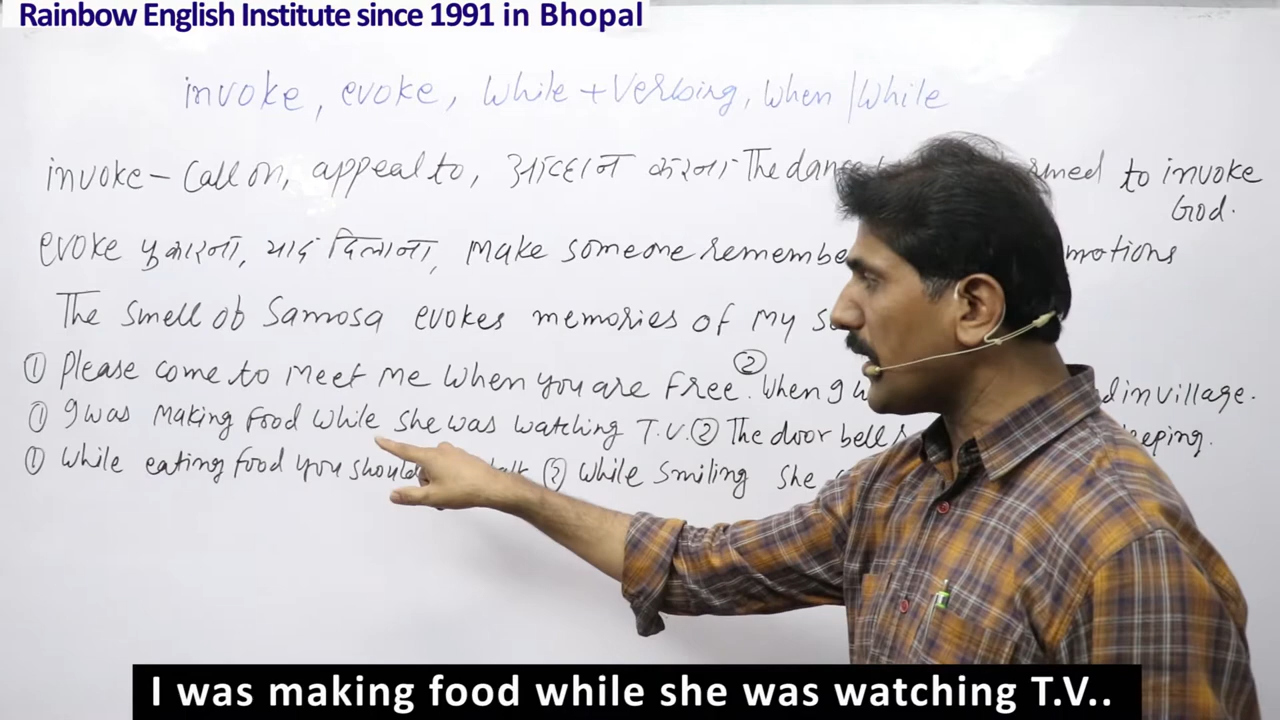 Rainbow English Institute since 1991 in Bhopal
invoke, evoke, while + Verbing, when/while
invoke - Call on, appeal to, आव्हान करना The dance to invoke God.
evoke पुकारना, याद दिलाना, make someone remember
The smell of Samosa evokes memories of my
① Please come to meet me when you are free. ② when I in village.
① I was making food while she was watching T.V. ② The door bell
① while eating food you should ② while smiling she
I was making food while she was watching T.V..